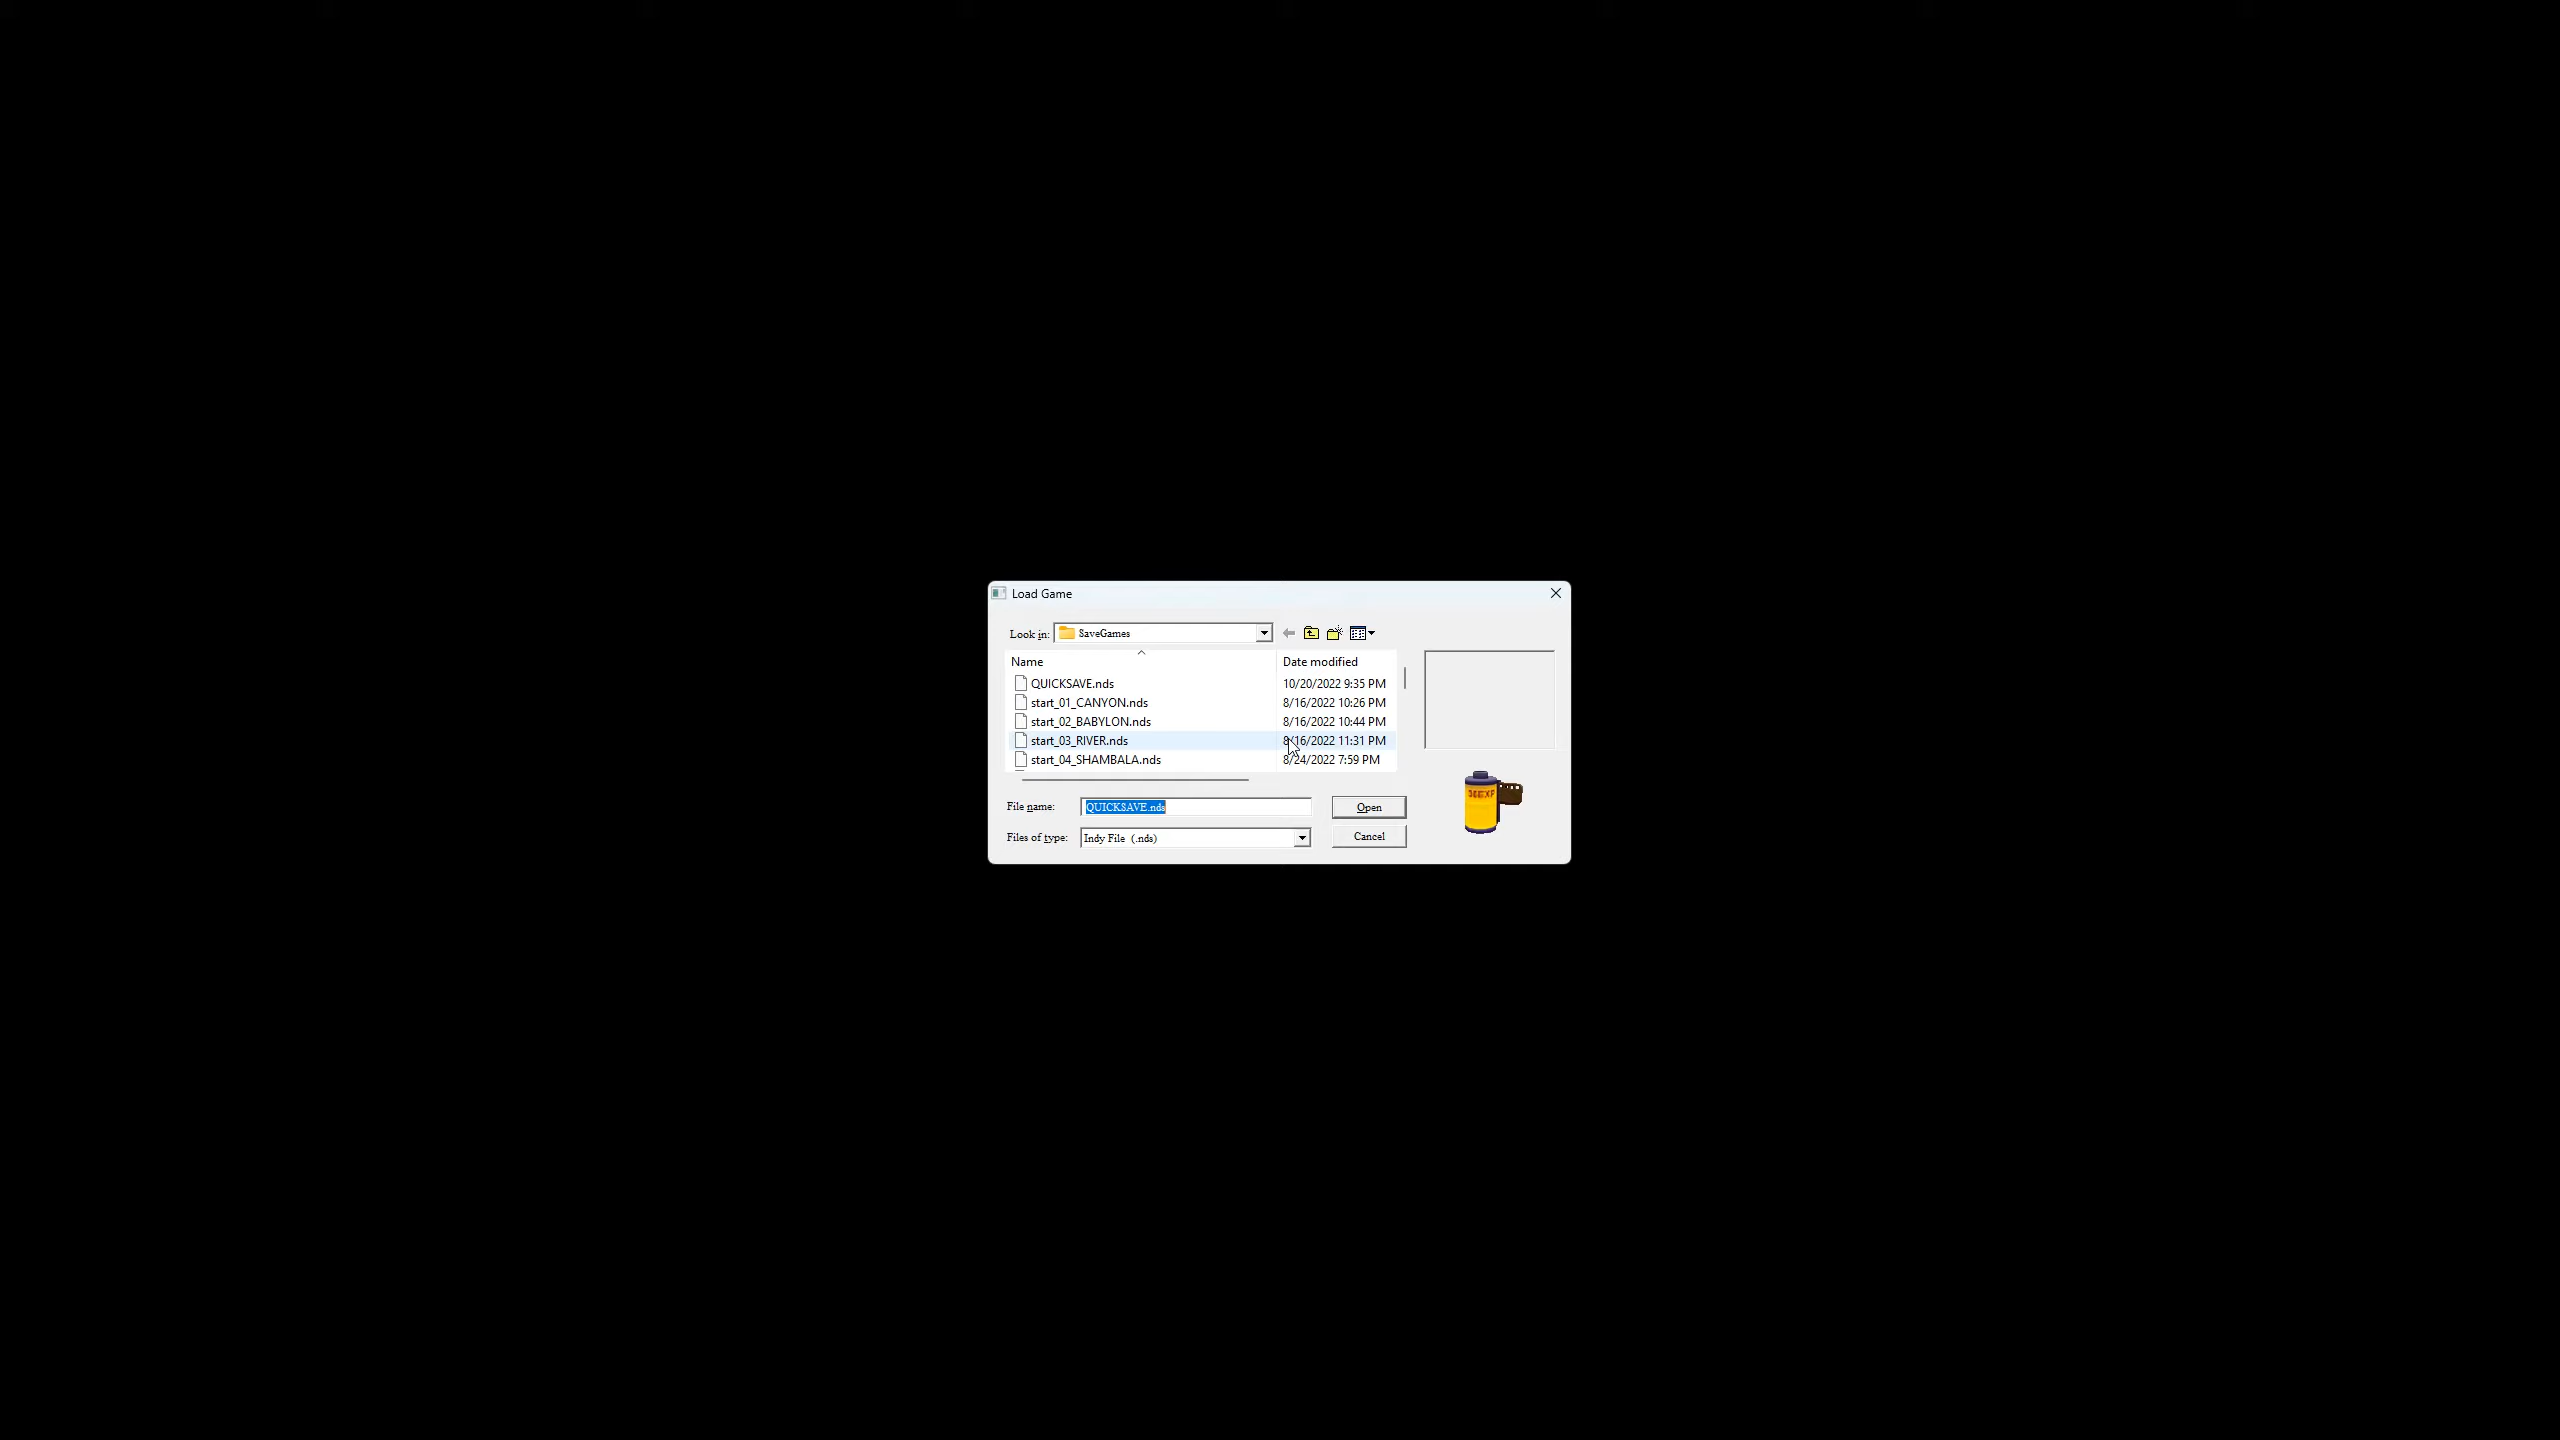 Load Game
Look in: SaveGames
Name Date modified
QUICKSAVE.nds 10/20/2022 9:35 PM
start_01_CANYON.nds 8/16/2022 10:26 PM
start_02_BABYLON.nds 8/16/2022 10:44 PM
start_03_RIVER.nds 8/16/2022 11:31 PM
start_04_SHAMBALA.nds 8/24/2022 7:59 PM
File name: QUICKSAVE.nds Open
Files of type: Indy File (.nds) Cancel